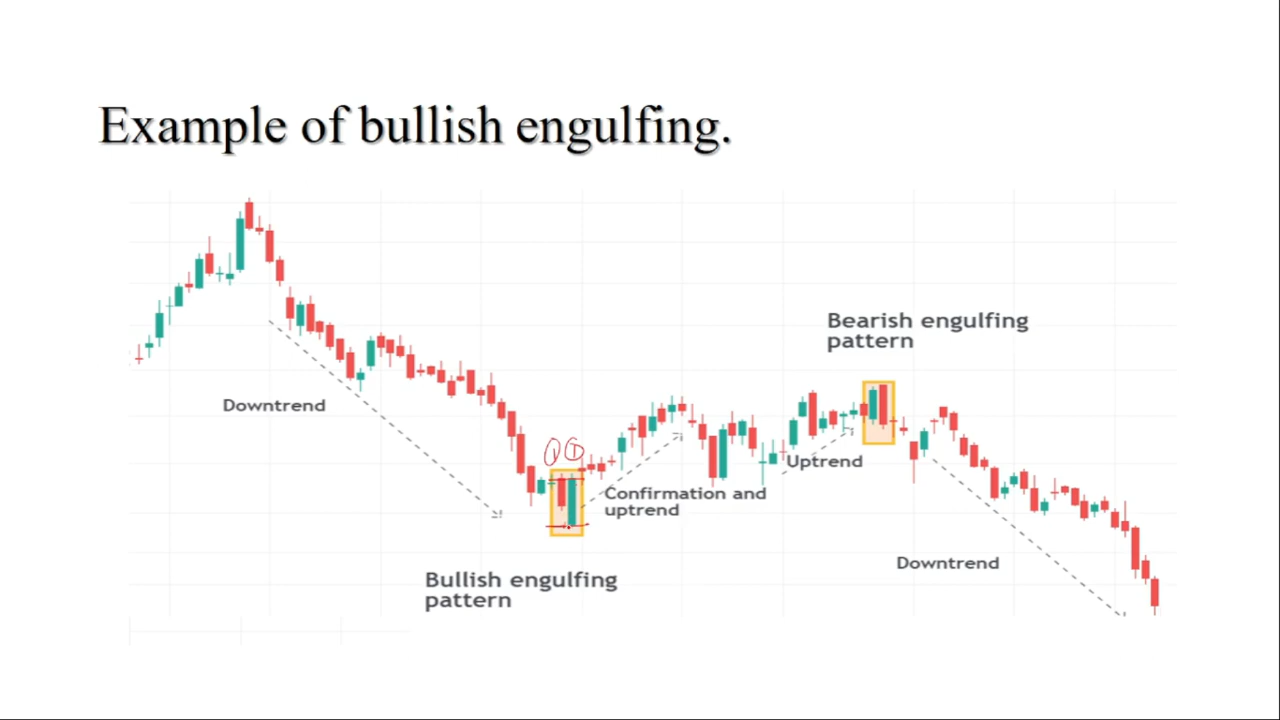 Example of bullish engulfing.
Bearish engulfing
pattern
Downtrend
Uptrend
Confirmation and
uptrend
Downtrend
Bullish engulfing
pattern